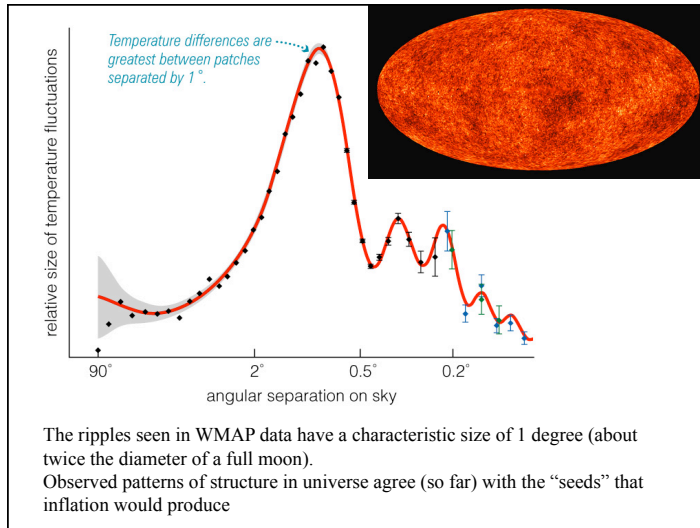 Temperature differences are
greatest between patches
separated by 1°.
relative size of temperature fluctuations
90° 2° 0.5° 0.2°
angular separation on sky
The ripples seen in WMAP data have a characteristic size of 1 degree (about
twice the diameter of a full moon).
Observed patterns of structure in universe agree (so far) with the “seeds” that
inflation would produce